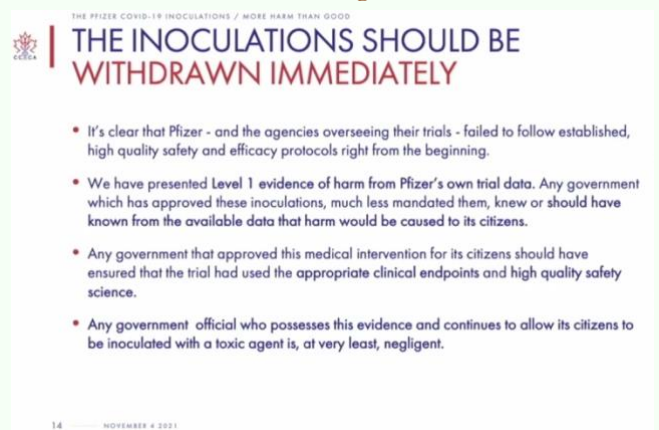 THE PFIZER COVID-19 INOCULATIONS / MORE HARM THAN GOOD
CCCCA
THE INOCULATIONS SHOULD BE
WITHDRAWN IMMEDIATELY
• It's clear that Pfizer - and the agencies overseeing their trials - failed to follow established,
high quality safety and efficacy protocols right from the beginning.
• We have presented Level 1 evidence of harm from Pfizer's own trial data. Any government
which has approved these inoculations, much less mandated them, knew or should have
known from the available data that harm would be caused to its citizens.
• Any government that approved this medical intervention for its citizens should have
ensured that the trial had used the appropriate clinical endpoints and high quality safety
science.
• Any government official who possesses this evidence and continues to allow its citizens to
be inoculated with a toxic agent is, at very least, negligent.
14 NOVEMBER 4 2021